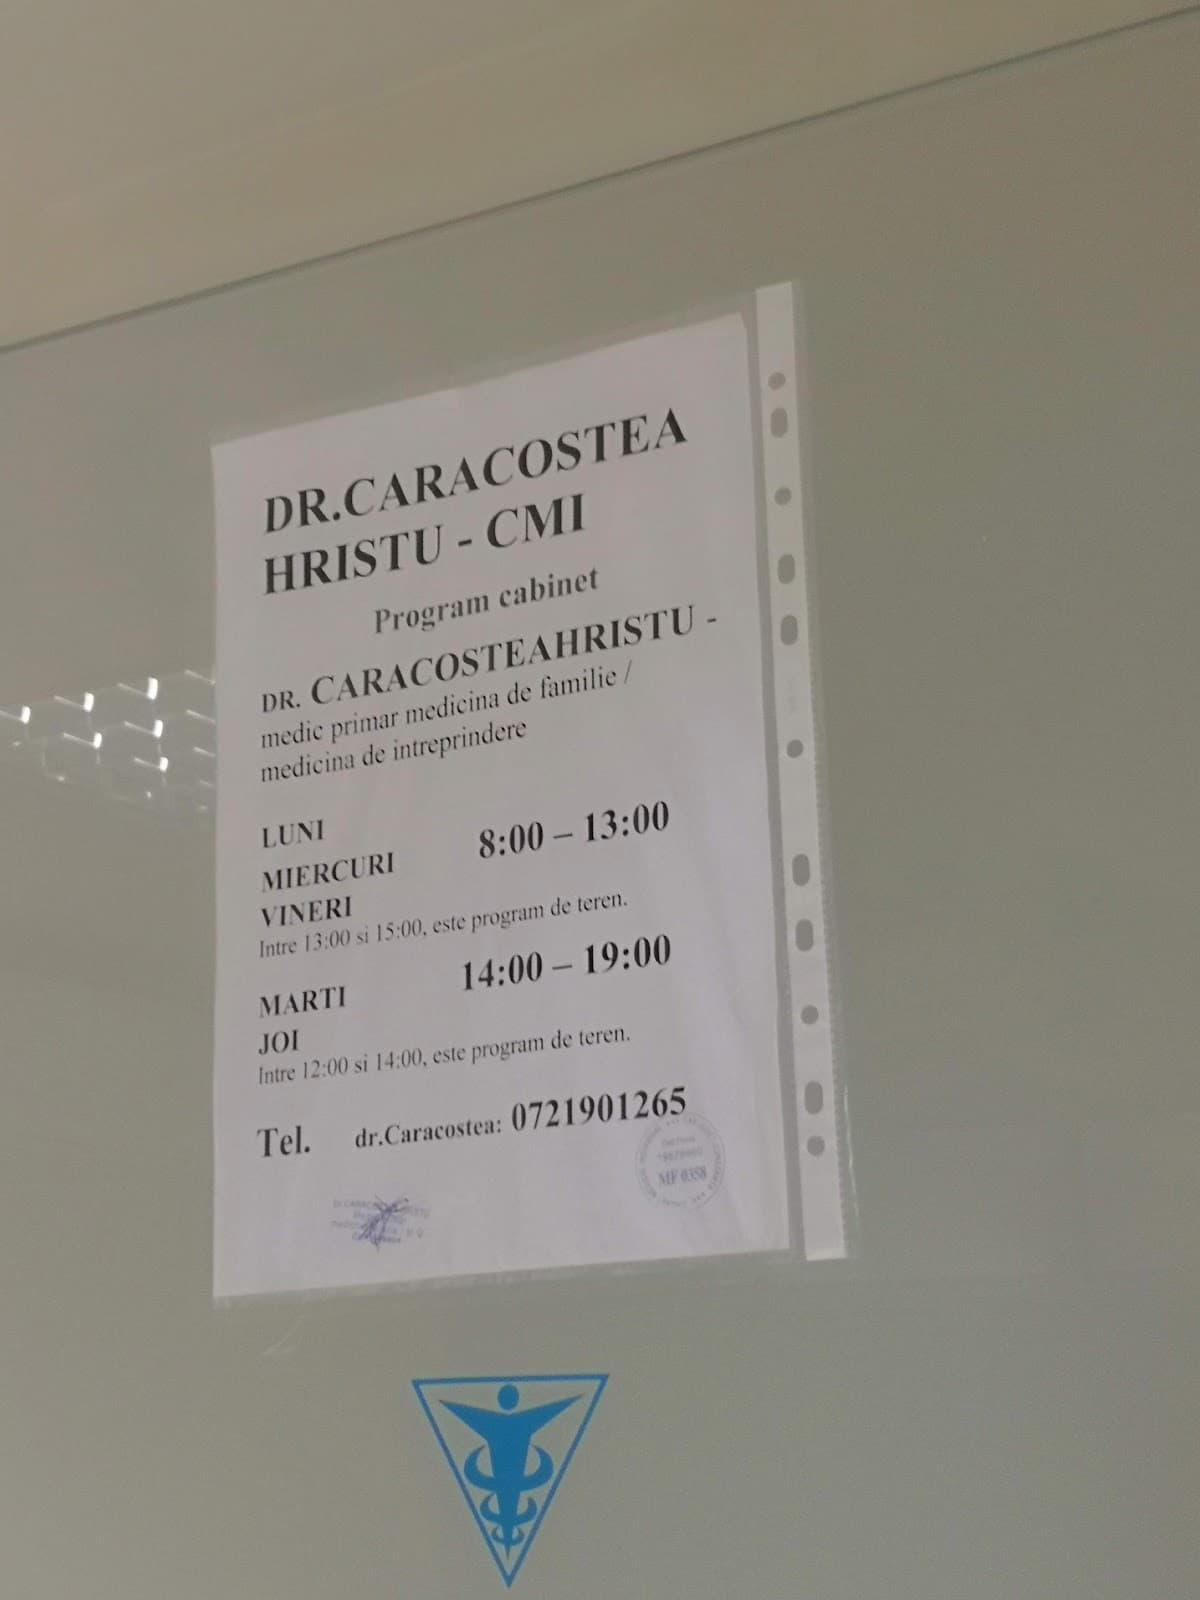 DR.CARACOSTEA
HRISTU - CMI
Program cabinet
DR. CARACOSTEAHRISTU -
medic primar medicina de familie /
medicina de intreprindere
LUNI
MIERCURI 8:00 – 13:00
VINERI
Intre 13:00 si 15:00, este program de teren.
MARTI 14:00 – 19:00
JOI
Intre 12:00 si 14:00, este program de teren.
Tel. dr.Caracostea: 0721901265
MF 0358